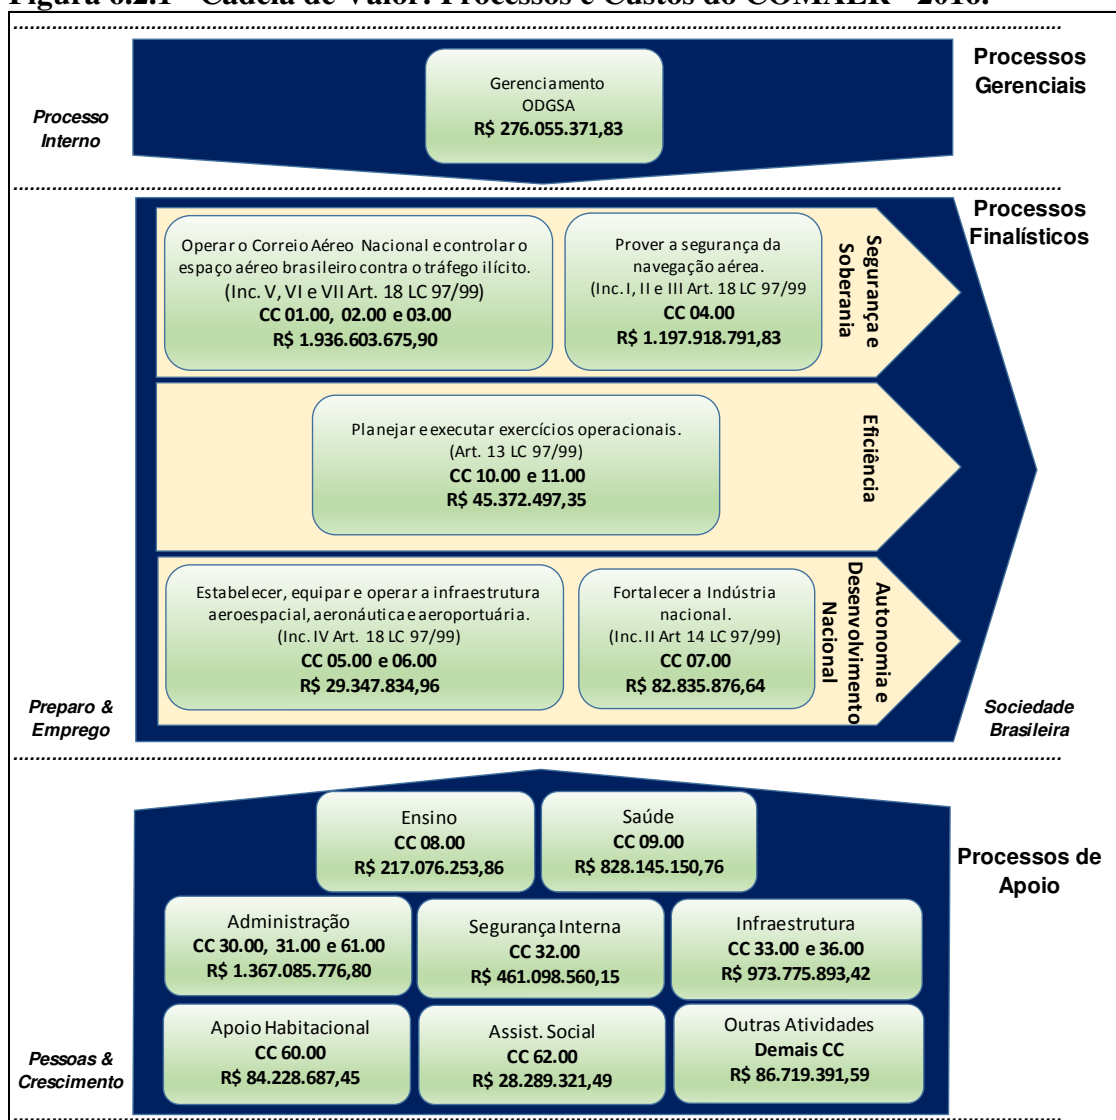 Figura 6.2.1 - Cadeia de Valor: Processos e Custos do COMAER - 2016.
Processos
Gerenciais
Gerenciamento
ODGSA
R$ 276.055.371,83
Processo
Interno
Processos
Finalísticos
Operar o Correio Aéreo Nacional e controlar o
espaço aéreo brasileiro contra o tráfego ilícito.
(Inc. V, VI e VII Art. 18 LC 97/99)
CC 01.00, 02.00 e 03.00
R$ 1.936.603.675,90
Prover a segurança da
navegação aérea.
(Inc. I, II e III Art. 18 LC 97/99
CC 04.00
R$ 1.197.918.791,83
Segurança e
Soberania
Planejar e executar exercícios operacionais.
(Art. 13 LC 97/99)
CC 10.00 e 11.00
R$ 45.372.497,35
Eficiência
Estabelecer, equipar e operar a infraestrutura
aeroespacial, aeronáutica e aeroportuária.
(Inc. IV Art. 18 LC 97/99)
CC 05.00 e 06.00
R$ 29.347.834,96
Fortalecer a Indústria
nacional.
(Inc. II Art 14 LC 97/99)
CC 07.00
R$ 82.835.876,64
Autonomia e
Desenvolvimento
Nacional
Preparo &
Emprego
Sociedade
Brasileira
Ensino
CC 08.00
R$ 217.076.253,86
Saúde
CC 09.00
R$ 828.145.150,76
Processos de
Apoio
Administração
CC 30.00, 31.00 e 61.00
R$ 1.367.085.776,80
Segurança Interna
CC 32.00
R$ 461.098.560,15
Infraestrutura
CC 33.00 e 36.00
R$ 973.775.893,42
Apoio Habitacional
CC 60.00
R$ 84.228.687,45
Assist. Social
CC 62.00
R$ 28.289.321,49
Outras Atividades
Demais CC
R$ 86.719.391,59
Pessoas &
Crescimento